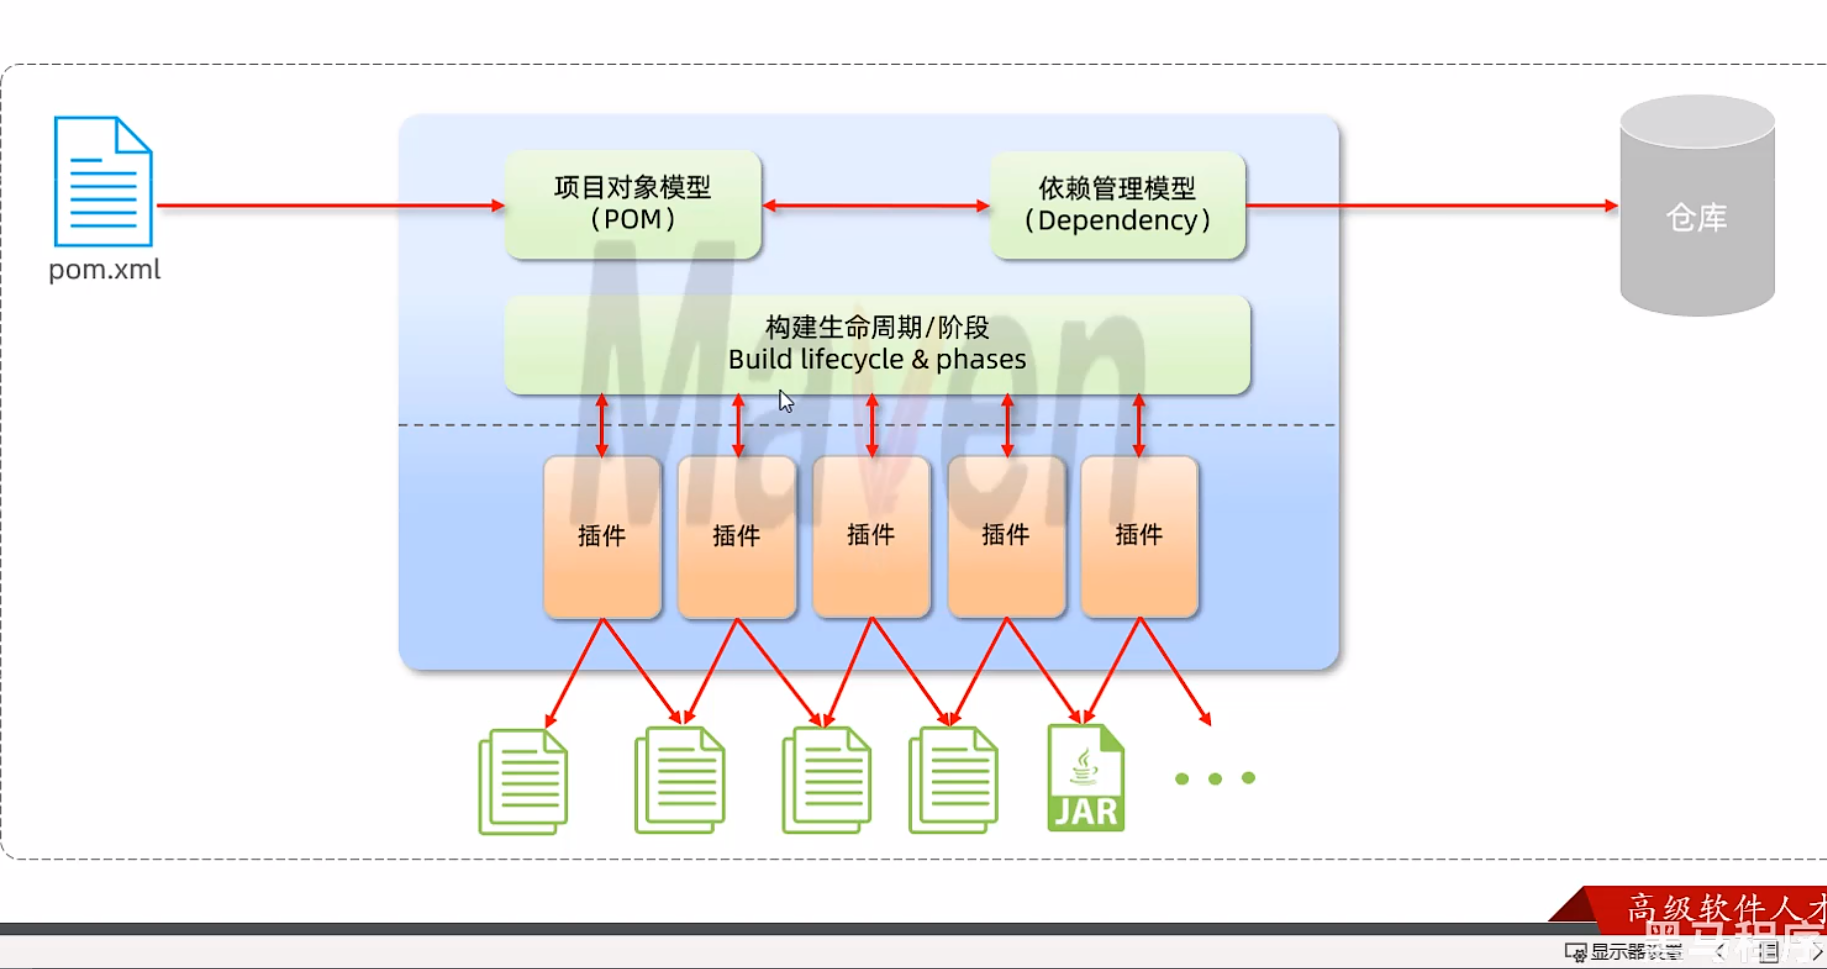 pom.xml
项目对象模型
（POM）
依赖管理模型
（Dependency）
仓库
构建生命周期/阶段
Build lifecycle & phases
Maven
插件
插件
插件
插件
插件
JAR
高级软件人才
黑马程序
显示器设置